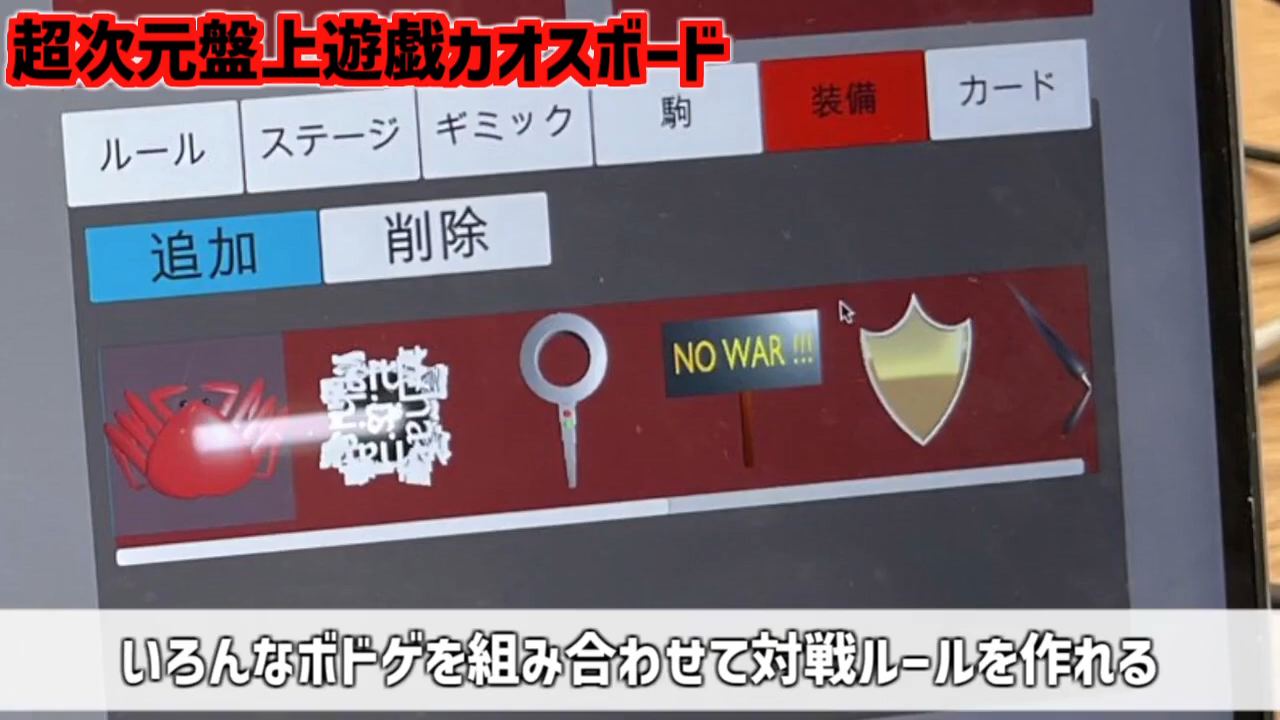 超次元盤上遊戯カオスボード
ルール
ステージ
ギミック
駒
装備
カード
追加
削除
NO WAR !!!
いろんなボドゲを組み合わせて対戦ルールを作れる